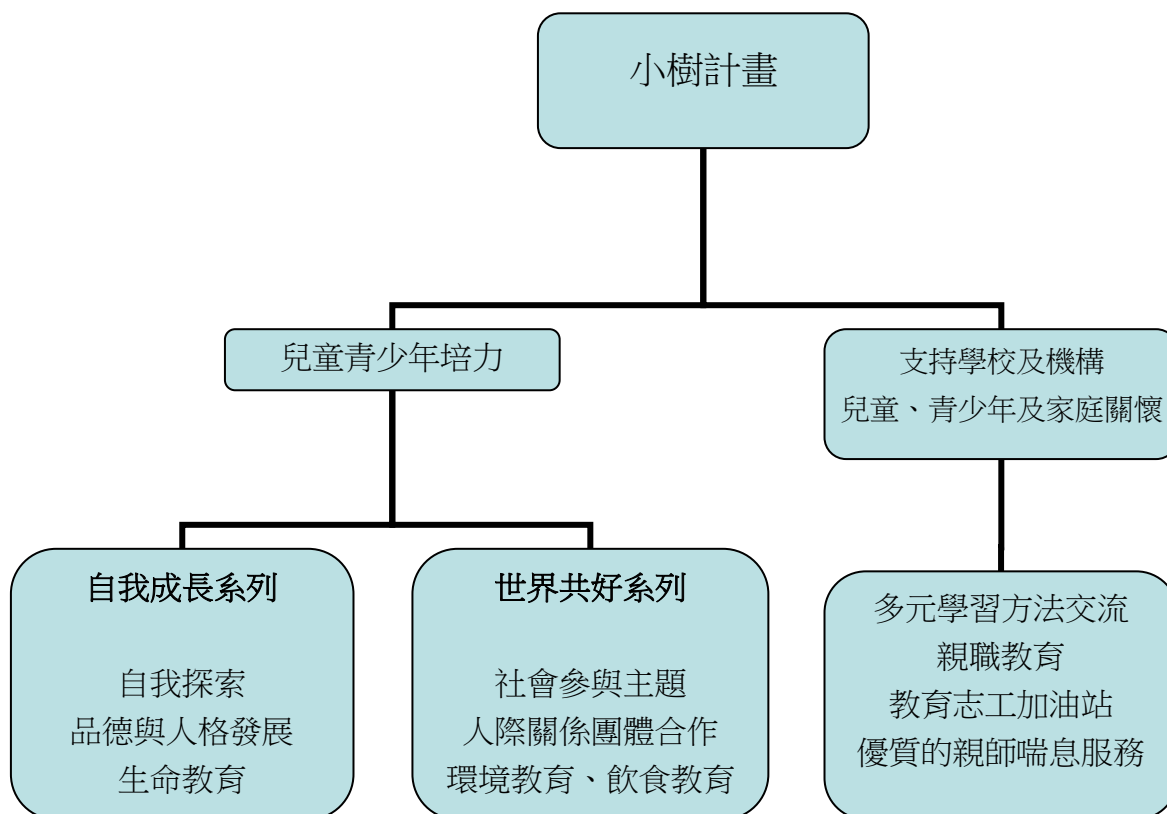 小樹計畫
兒童青少年培力
支持學校及機構
兒童、青少年及家庭關懷
自我成長系列
自我探索
品德與人格發展
生命教育
世界共好系列
社會參與主題
人際關係團體合作
環境教育、飲食教育
多元學習方法交流
親職教育
教育志工加油站
優質的親師喘息服務